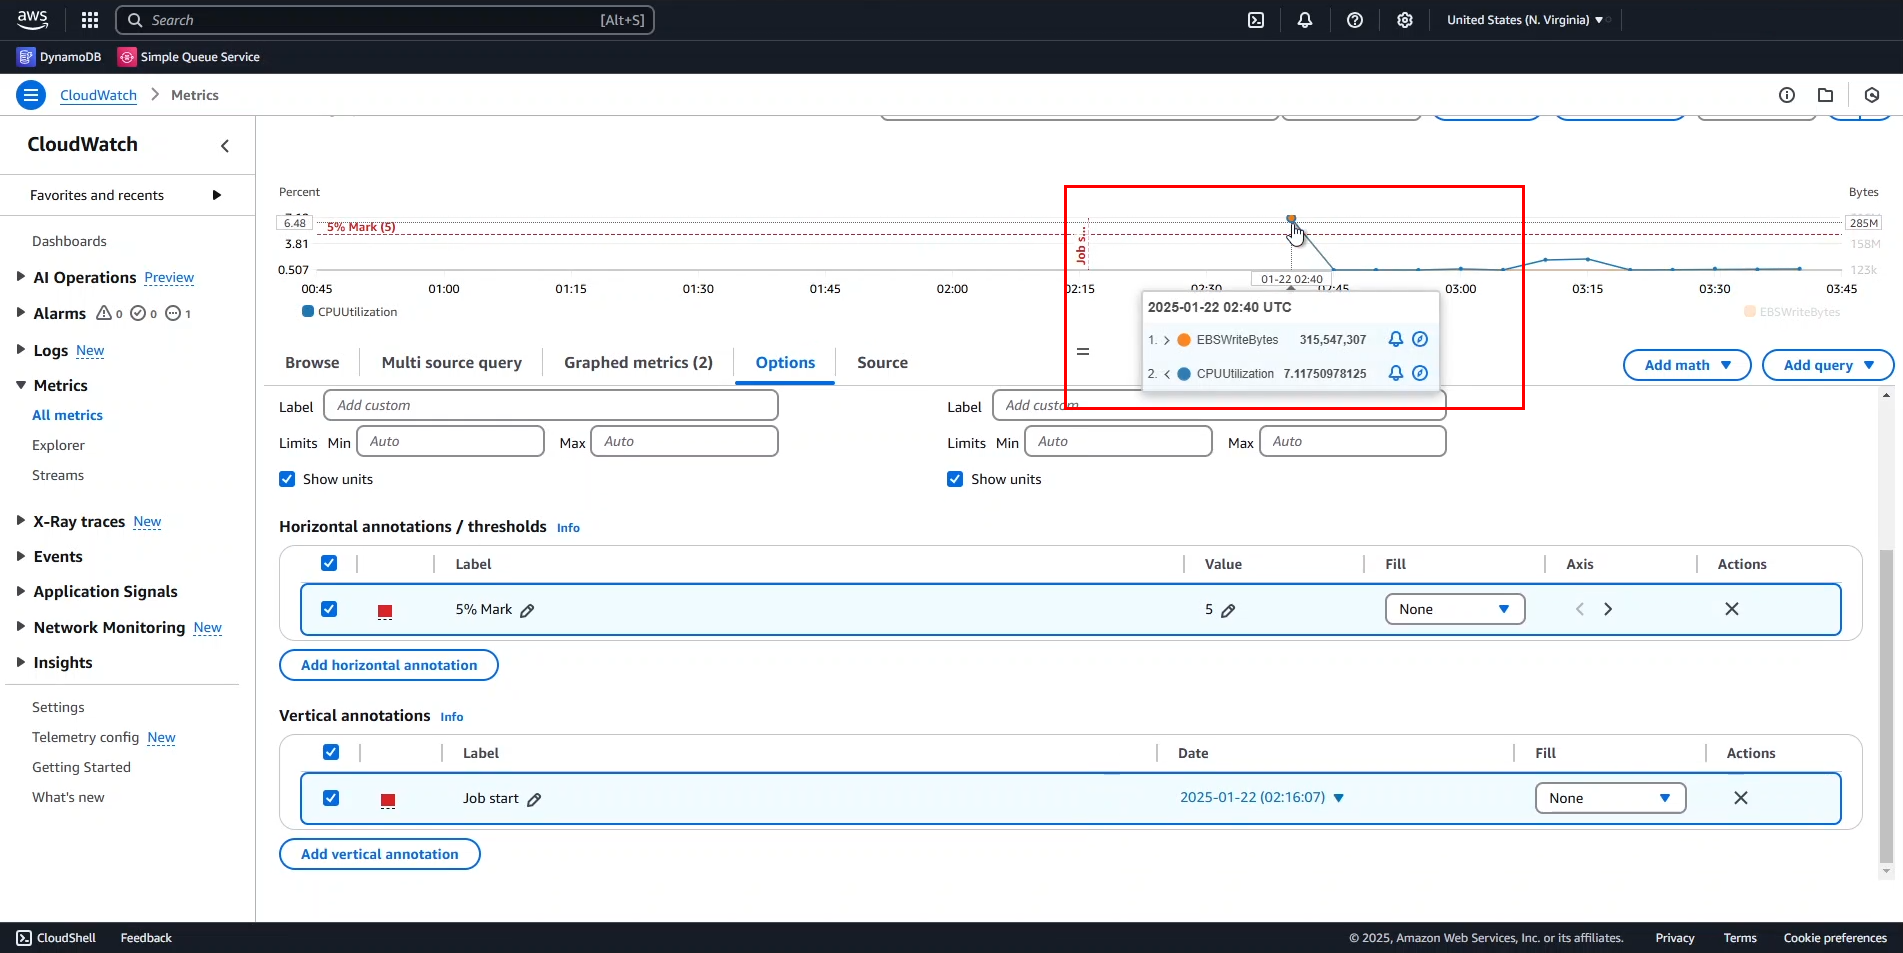 aws Search [Alt+S] United States (N. Virginia)
DynamoDB Simple Queue Service
CloudWatch Metrics
CloudWatch
Favorites and recents
Dashboards
AI Operations Preview
Alarms 0 0 1
Logs New
Metrics
All metrics
Explorer
Streams
X-Ray traces New
Events
Application Signals
Network Monitoring New
Insights
Settings
Telemetry config New
Getting Started
What's new
Percent Bytes
6.48 5% Mark (5) 285M
3.81 158M
0.507 123k
Job s...
01-22 02:40
00:45 01:00 01:15 01:30 01:45 02:00 02:15 02:30 02:45 03:00 03:15 03:30 03:45
CPUUtilization EBSWriteBytes
2025-01-22 02:40 UTC
1. EBSWriteBytes 315,547,307
2. CPUUtilization 7.11750978125
Browse Multi source query Graphed metrics (2) Options Source Add math Add query
Label Add custom Label Add custom
Limits Min Auto Max Auto Limits Min Auto Max Auto
Show units Show units
Horizontal annotations / thresholds Info
Label Value Fill Axis Actions
5% Mark 5 None
Add horizontal annotation
Vertical annotations Info
Label Date Fill Actions
Job start 2025-01-22 (02:16:07) None
Add vertical annotation
CloudShell Feedback © 2025, Amazon Web Services, Inc. or its affiliates. Privacy Terms Cookie preferences